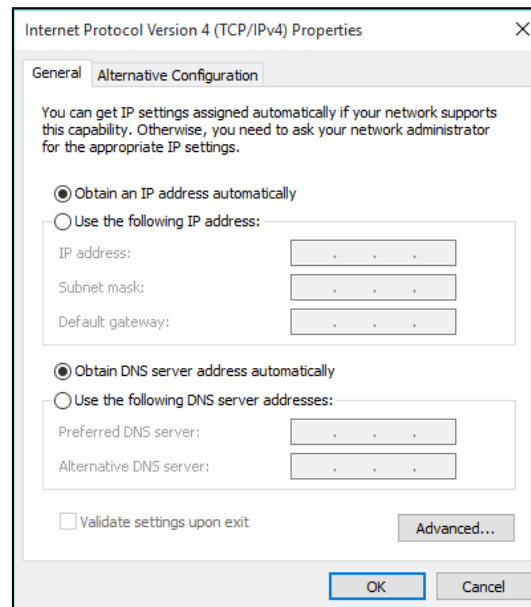 Internet Protocol Version 4 (TCP/IPv4) Properties
General Alternative Configuration
You can get IP settings assigned automatically if your network supports
this capability. Otherwise, you need to ask your network administrator
for the appropriate IP settings.
Obtain an IP address automatically
Use the following IP address:
IP address:
Subnet mask:
Default gateway:
Obtain DNS server address automatically
Use the following DNS server addresses:
Preferred DNS server:
Alternative DNS server:
Validate settings upon exit
Advanced...
OK Cancel